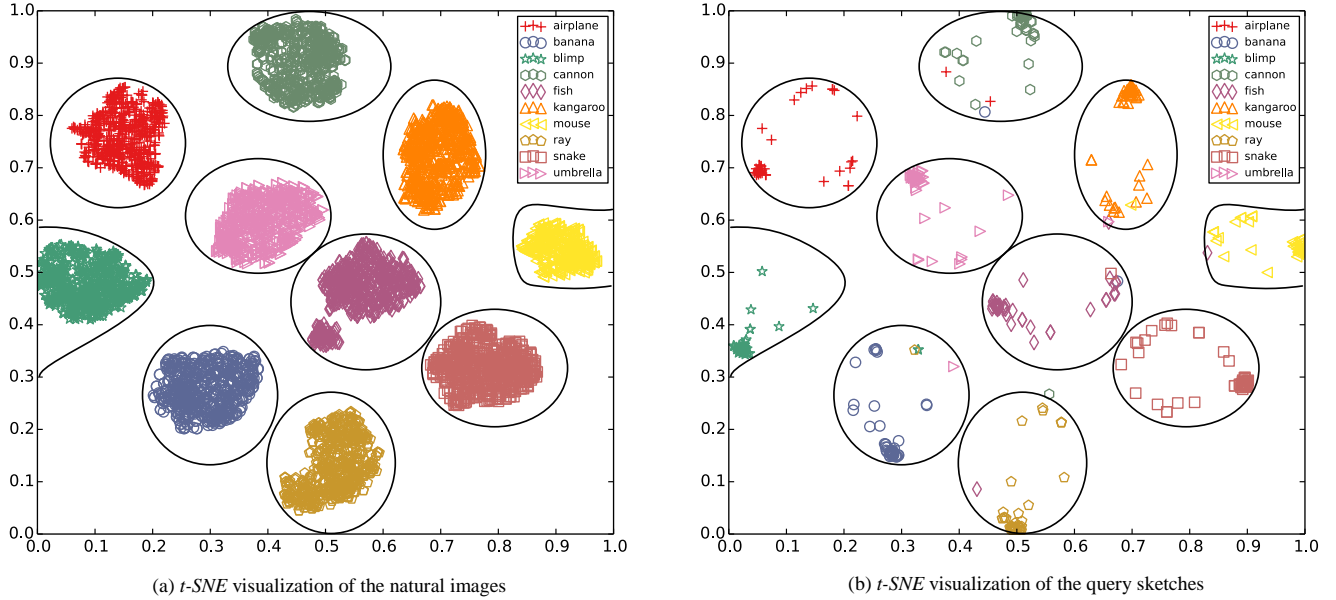 1.0
0.9
0.8
0.7
0.6
0.5
0.4
0.3
0.2
0.1
0.0
0.0 0.1 0.2 0.3 0.4 0.5 0.6 0.7 0.8 0.9 1.0
airplane
banana
blimp
cannon
fish
kangaroo
mouse
ray
snake
umbrella
(a) t-SNE visualization of the natural images
1.0
0.9
0.8
0.7
0.6
0.5
0.4
0.3
0.2
0.1
0.0
0.0 0.1 0.2 0.3 0.4 0.5 0.6 0.7 0.8 0.9 1.0
airplane
banana
blimp
cannon
fish
kangaroo
mouse
ray
snake
umbrella
(b) t-SNE visualization of the query sketches